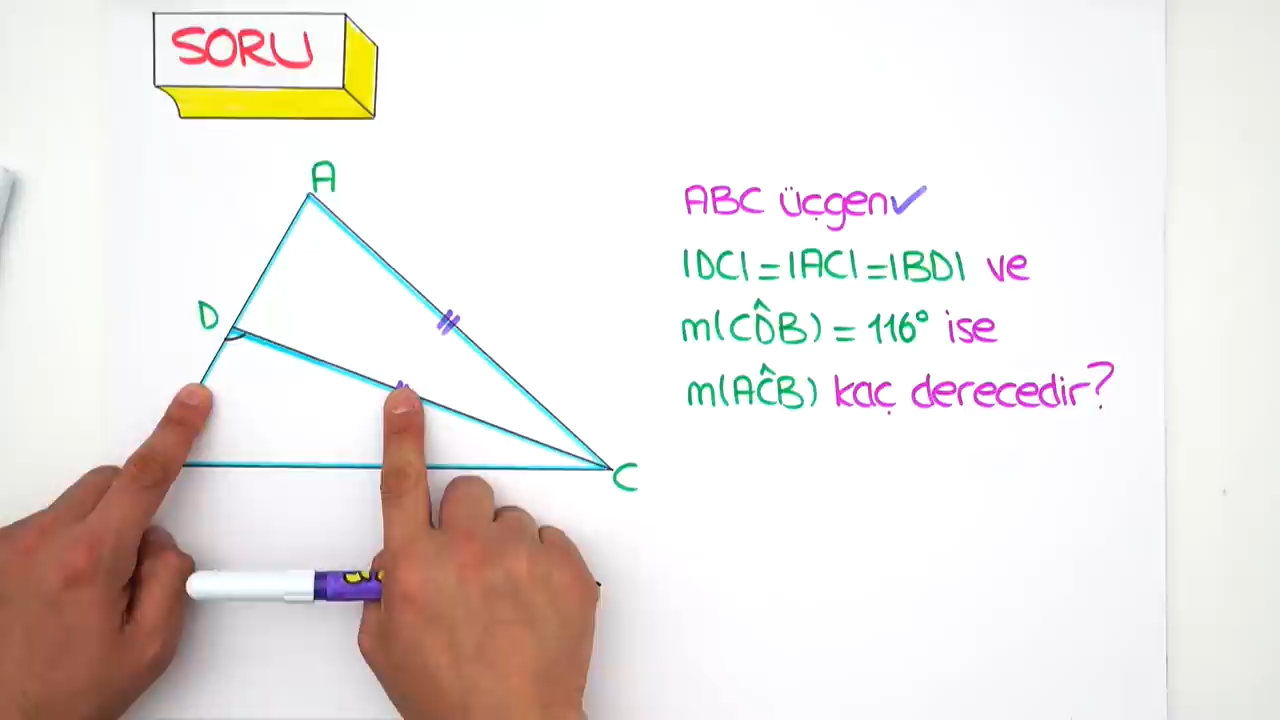 SORU
A
D
C
ABC üçgen
|DC| = |AC| = |BD| ve
m(CD̂B) = 116° ise
m(AĈB) kaç derecedir?